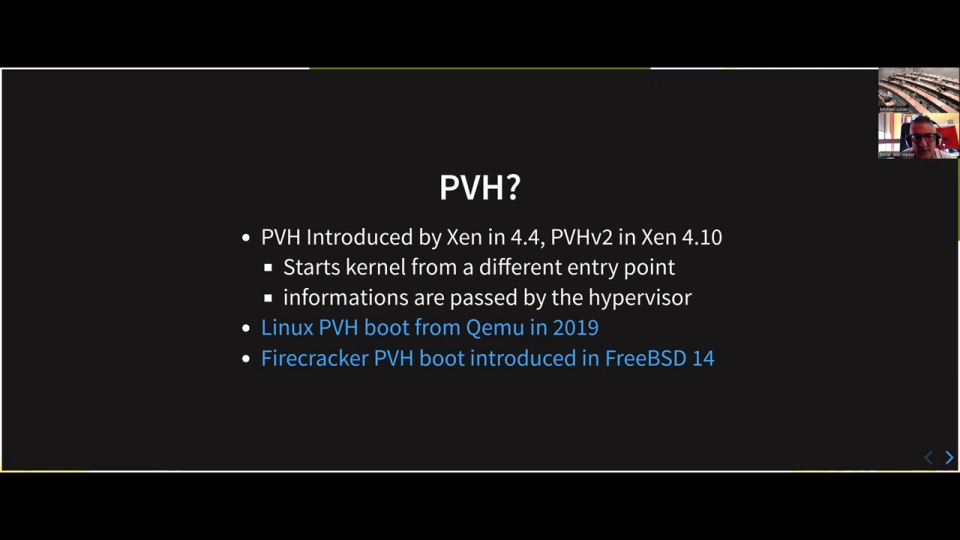 PVH?
PVH Introduced by Xen in 4.4, PVHv2 in Xen 4.10
Starts kernel from a different entry point
informations are passed by the hypervisor
Linux PVH boot from Qemu in 2019
Firecracker PVH boot introduced in FreeBSD 14